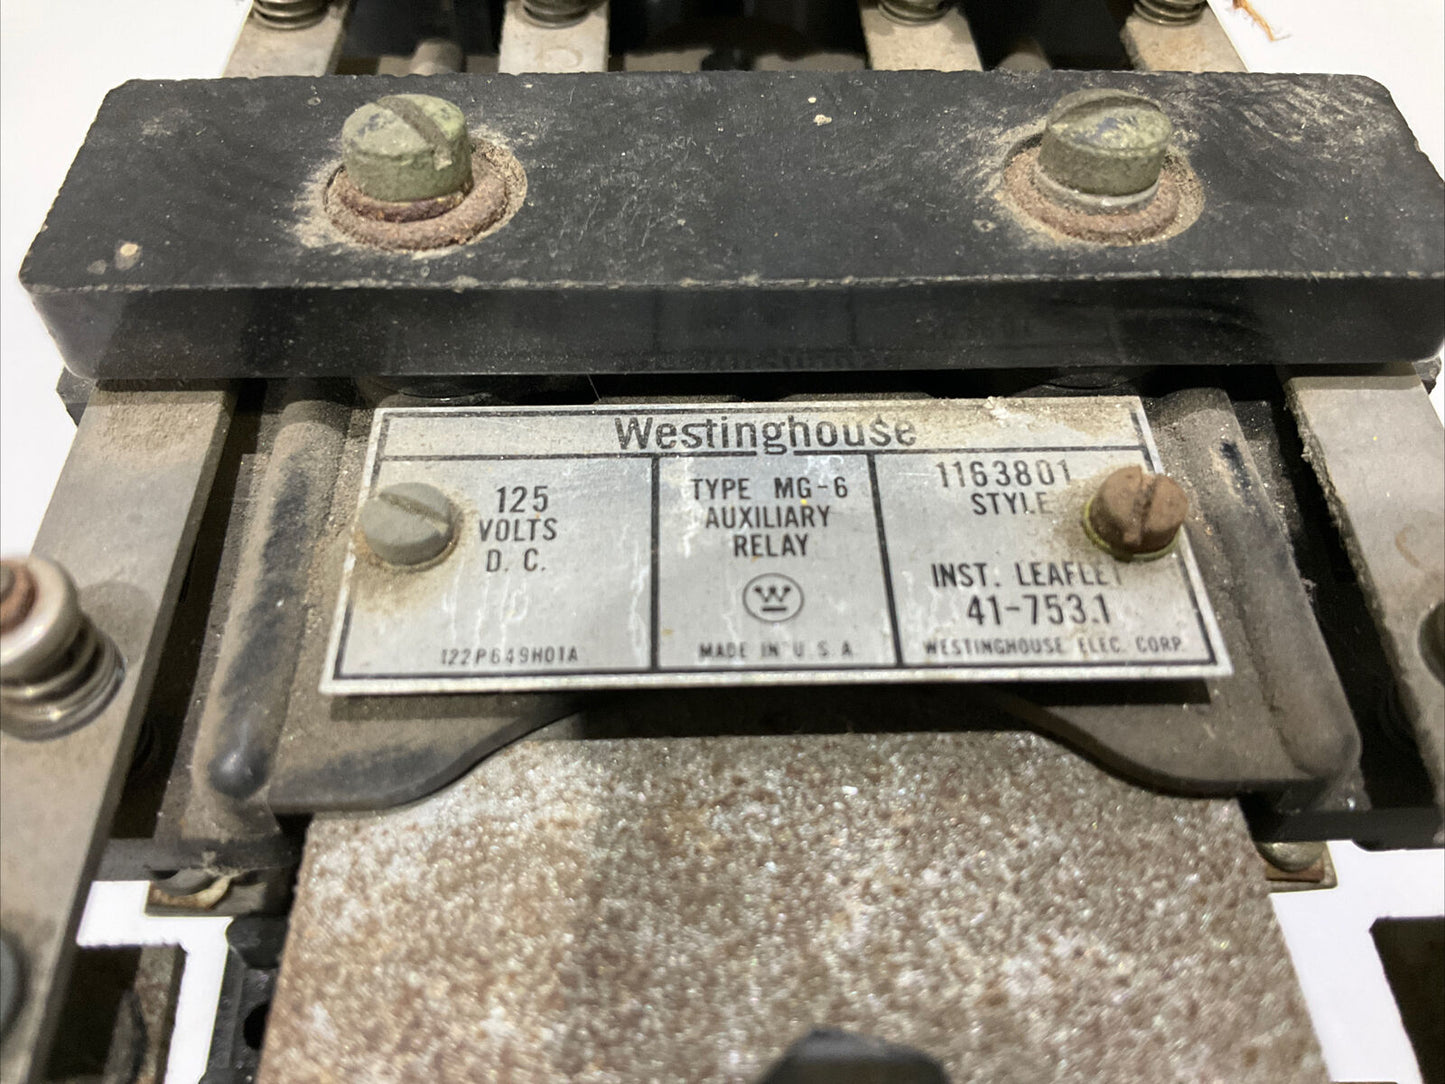 Westinghouse
125
VOLTS
D. C.
122P649H01A
TYPE MG-6
AUXILIARY
RELAY
W
MADE IN U.S.A.
1163801
STYLE
INST. LEAFLET
41-753.1
WESTINGHOUSE ELEC. CORP.